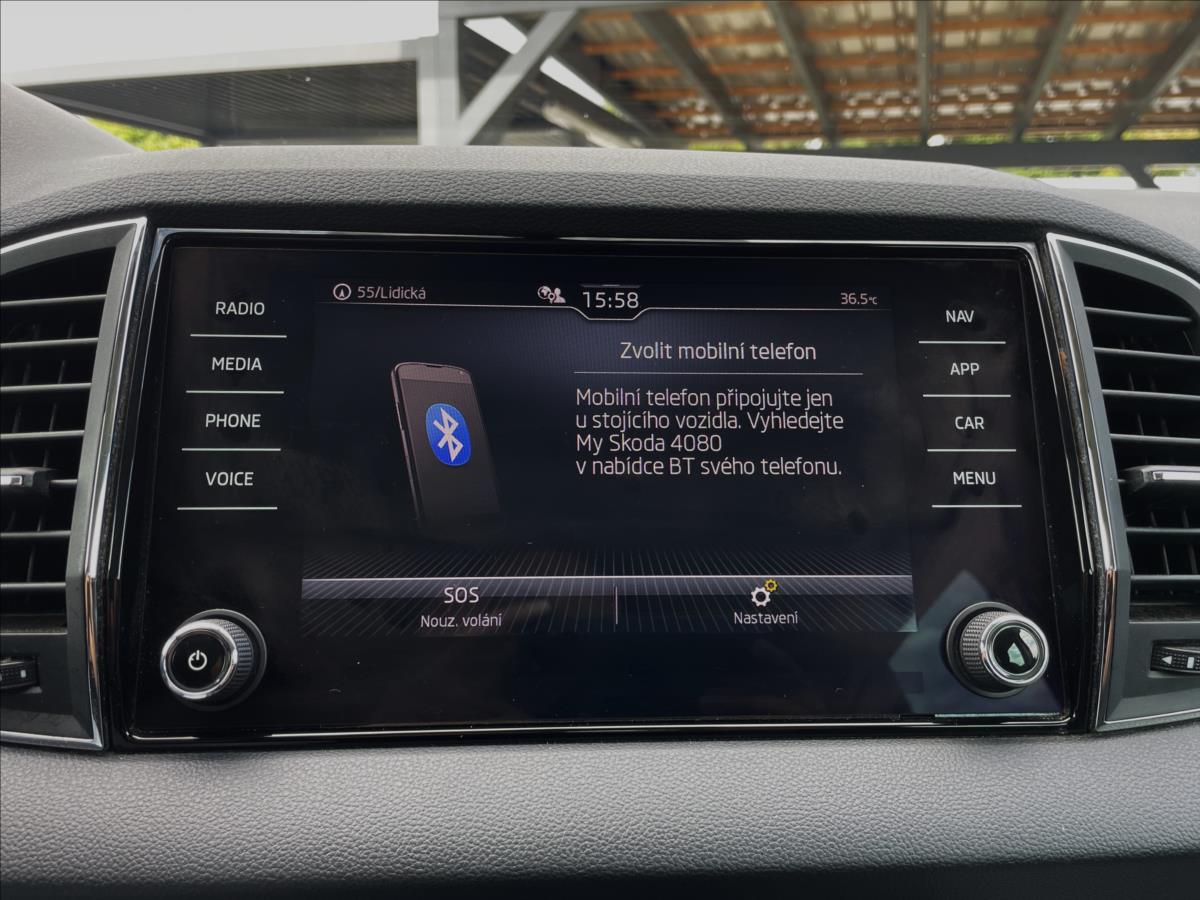 RADIO
MEDIA
PHONE
VOICE
55/Lidická
15:58
36.5°C
Zvolit mobilní telefon
Mobilní telefon připojujte jen
u stojícího vozidla. Vyhledejte
My Skoda 4080
v nabídce BT svého telefonu.
SOS
Nouz. volání
Nastavení
NAV
APP
CAR
MENU